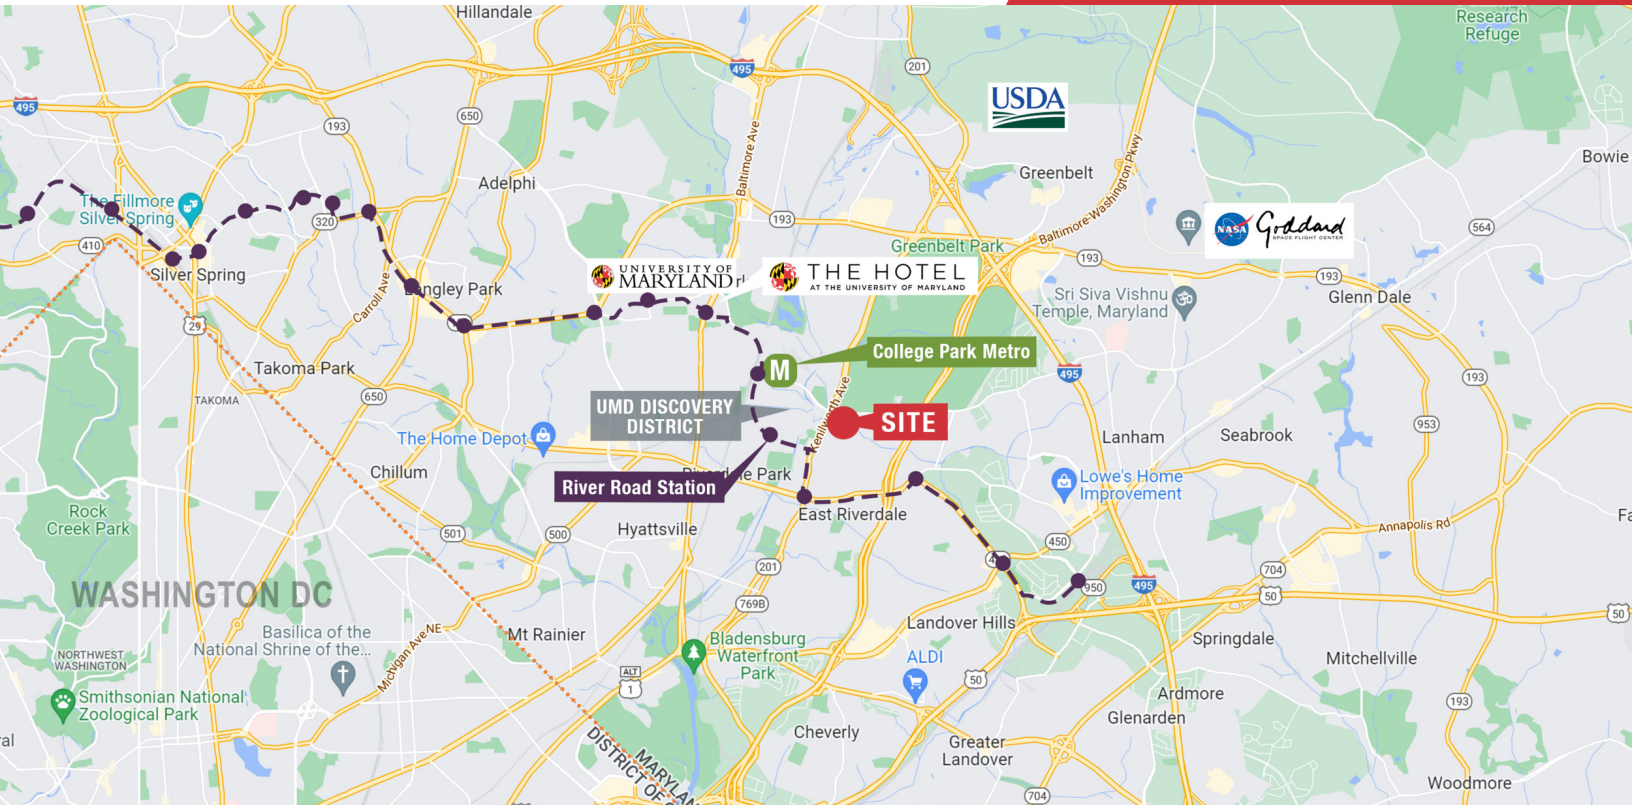 Hillandale
Research
Refuge
495
201
USDA
495
650
193
Baltimore Ave
Baltimore-Washington Pkwy
Bowie
Greenbelt
Adelphi
The Fillmore
Silver Spring
320
193
410
Greenbelt Park
NASA
Goddard
SPACE FLIGHT CENTER
564
193
193
Silver Spring
UNIVERSITY OF
MARYLAND
THE HOTEL
AT THE UNIVERSITY OF MARYLAND
Langley Park
Carroll Ave
Sri Siva Vishnu
Temple, Maryland
Glenn Dale
29
College Park Metro
M
Takoma Park
495
193
TAKOMA
650
UMD DISCOVERY
DISTRICT
Kenilworth Ave
SITE
953
The Home Depot
Lanham
Seabrook
Chillum
River Road Station
Lowe's Home
Improvement
Rock
Creek Park
East Riverdale
Hyattsville
501
500
450
Annapolis Rd
201
704
50
950
495
WASHINGTON DC
769B
50
Landover Hills
Basilica of the
National Shrine of the...
Michigan Ave NE
Mt Rainier
Bladensburg
Waterfront
Park
Springdale
NORTHWEST
WASHINGTON
ALDI
Mitchellville
ALT
1
50
Smithsonian National
Zoological Park
Ardmore
193
Glenarden
Cheverly
Greater
Landover
MARYLAN
DISTRICT OF C
Woodmore
704